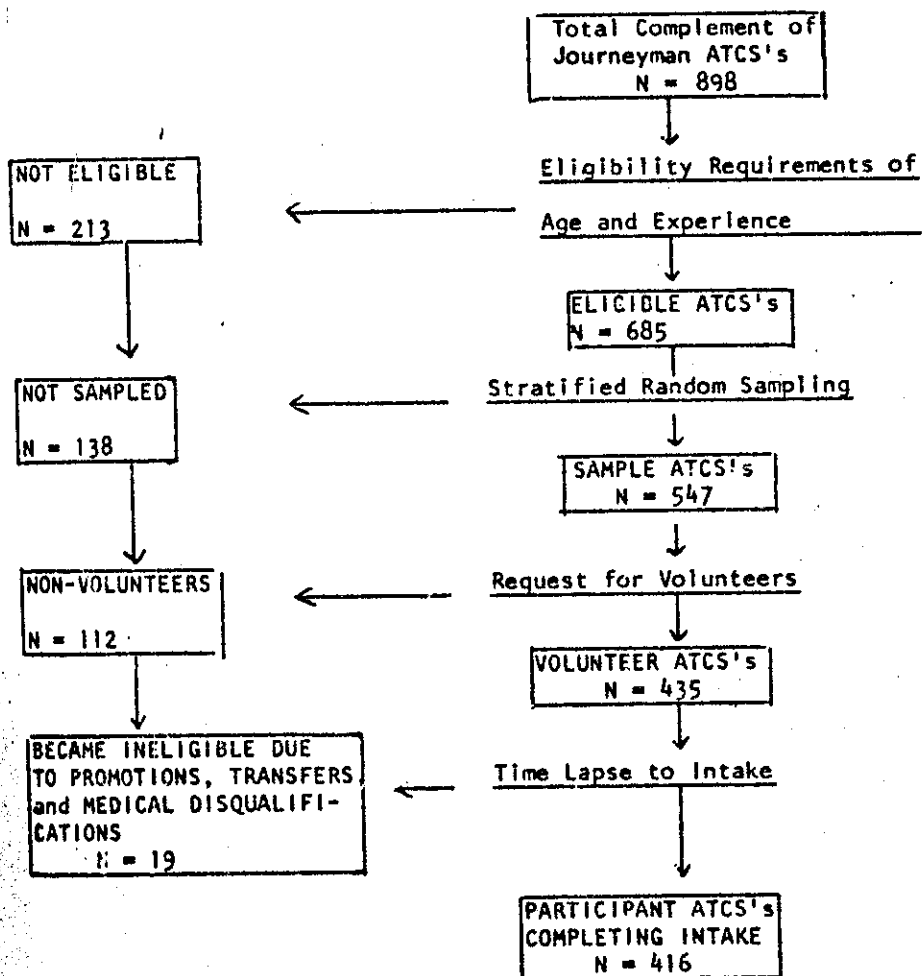 Total Complement of
Journeyman ATCS's
N = 898
Eligibility Requirements of
Age and Experience
NOT ELIGIBLE
N = 213
ELIGIBLE ATCS's
N = 685
Stratified Random Sampling
NOT SAMPLED
N = 138
SAMPLE ATCS's
N = 547
Request for Volunteers
NON-VOLUNTEERS
N = 112
VOLUNTEER ATCS's
N = 435
Time Lapse to Intake
BECAME INELIGIBLE DUE
TO PROMOTIONS, TRANSFERS
and MEDICAL DISQUALIFI-
CATIONS
N = 19
PARTICIPANT ATCS's
COMPLETING INTAKE
N = 416